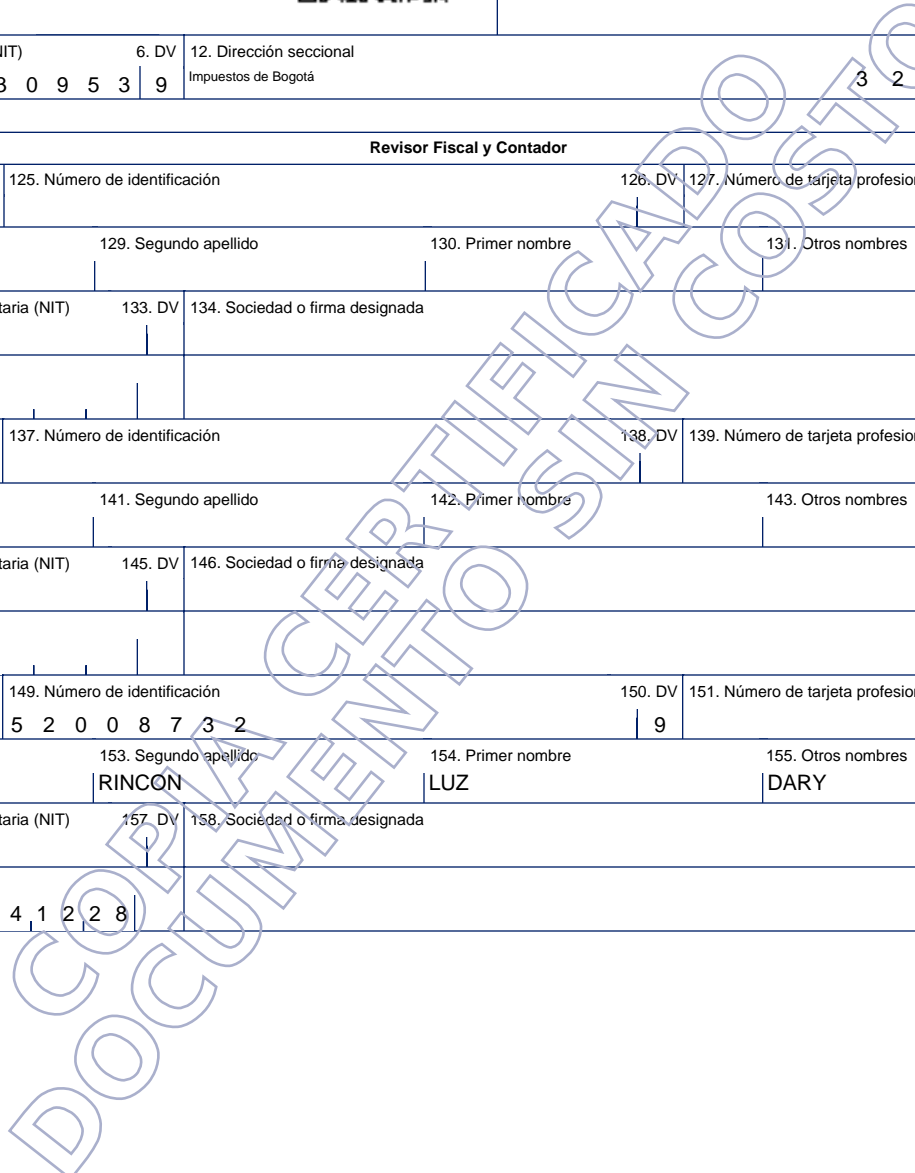 NIT) 6. DV 12. Dirección seccional
3 0 9 5 3 9 Impuestos de Bogotá 3 2
Revisor Fiscal y Contador
125. Número de identificación 126. DV 127. Número de tarjeta profesion
129. Segundo apellido 130. Primer nombre 131. Otros nombres
taria (NIT) 133. DV 134. Sociedad o firma designada
137. Número de identificación 138. DV 139. Número de tarjeta profesion
141. Segundo apellido 142. Primer nombre 143. Otros nombres
taria (NIT) 145. DV 146. Sociedad o firma designada
149. Número de identificación 150. DV 151. Número de tarjeta profesion
5 2 0 0 8 7 3 2 9
153. Segundo apellido 154. Primer nombre 155. Otros nombres
RINCON LUZ DARY
taria (NIT) 157. DV 158. Sociedad o firma designada
4 1 2 2 8
COPIA CERTIFICADO
DOCUMENTO SIN COSTO